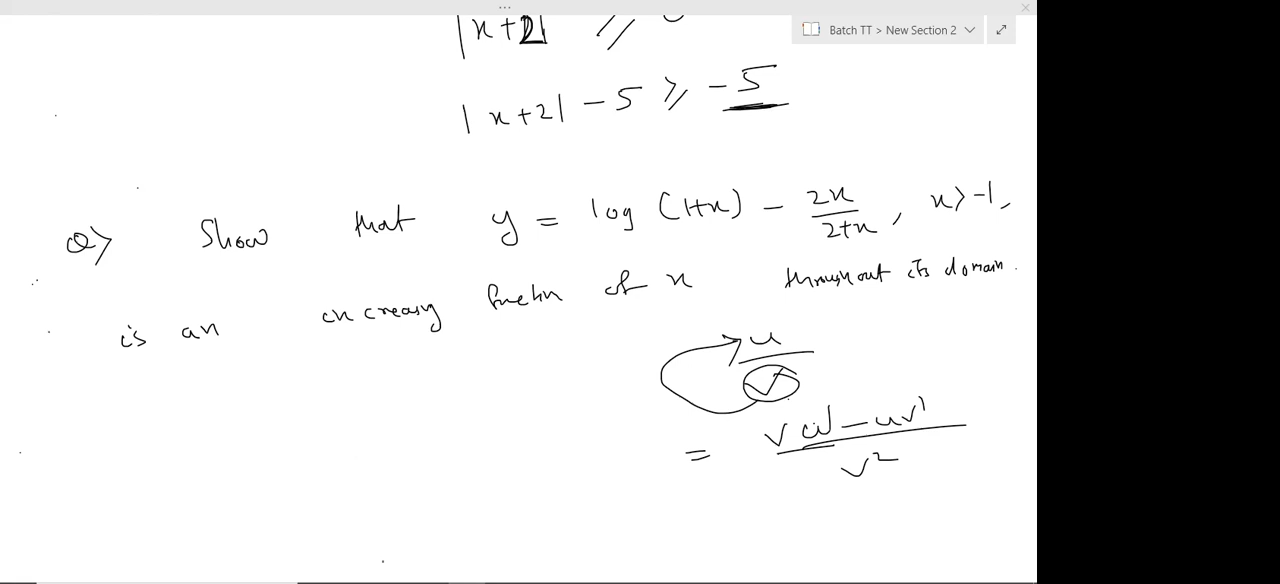 ...
Batch TT > New Section 2
|x+2| ≥
|x+2| - 5 ≥ -5
Q> Show that y = log (1+x) - 2x/2+x, x > -1,
is an increasing function of x throughout its domain.
u/v
= vu' - uv'/v²